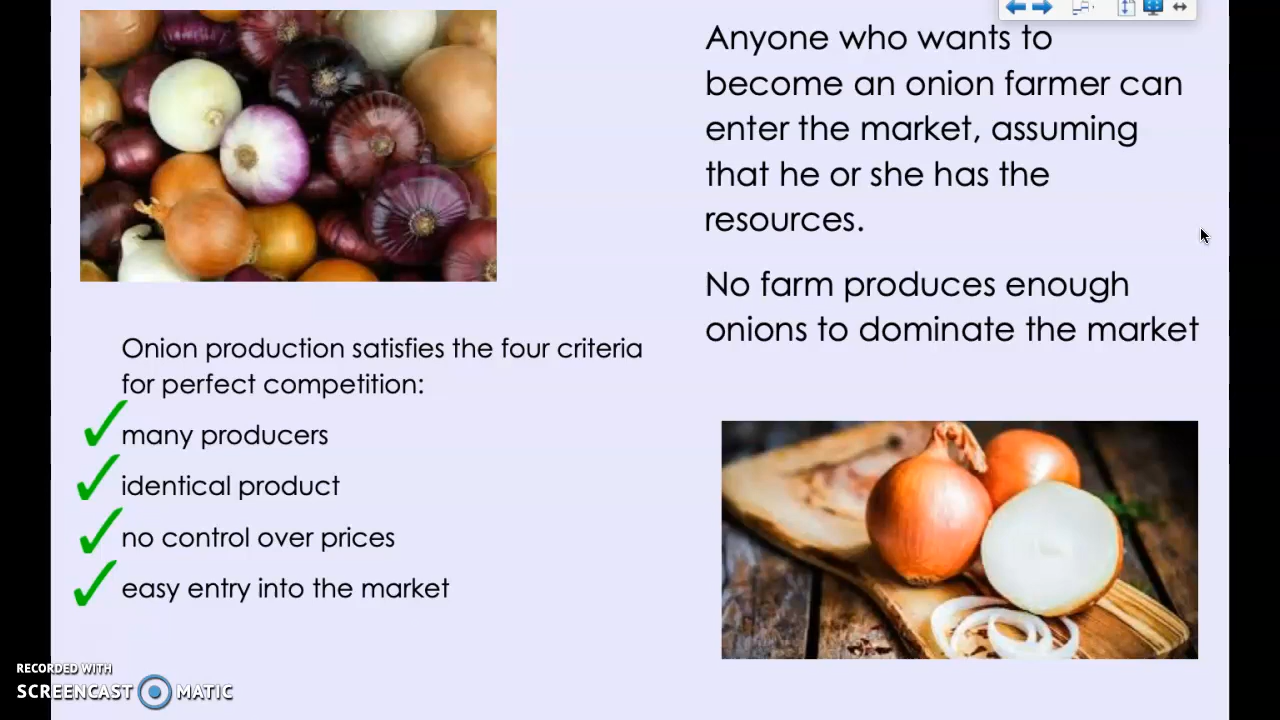 Anyone who wants to
become an onion farmer can
enter the market, assuming
that he or she has the
resources.
No farm produces enough
onions to dominate the market
Onion production satisfies the four criteria
for perfect competition:
many producers
identical product
no control over prices
easy entry into the market
RECORDED WITH
SCREENCAST MATIC